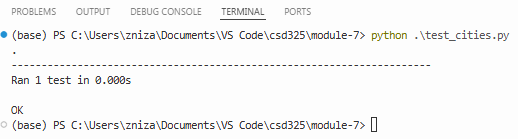 PROBLEMS OUTPUT DEBUG CONSOLE TERMINAL PORTS
(base) PS C:\Users\zniza\Documents\VS Code\csd325\module-7> python .\test_cities.py
.
----------------------------------------------------------------------
Ran 1 test in 0.000s
OK
(base) PS C:\Users\zniza\Documents\VS Code\csd325\module-7>